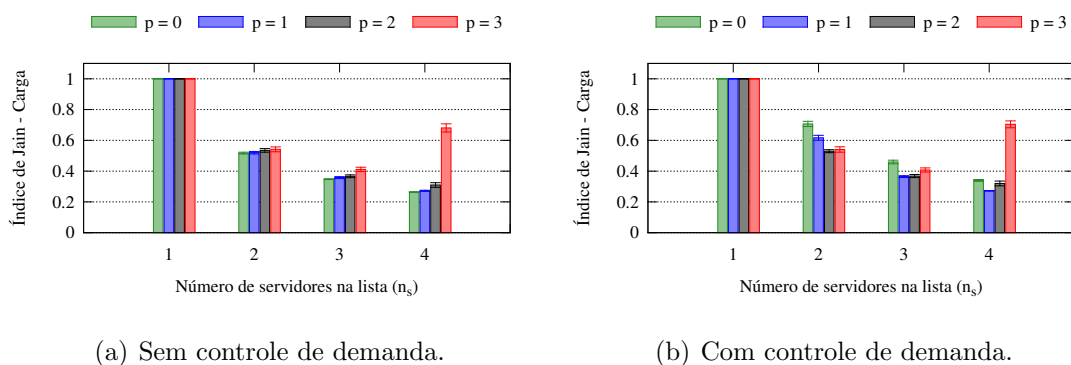 p = 0 p = 1 p = 2 p = 3
Índice de Jain - Carga
1
0.8
0.6
0.4
0.2
0
1 2 3 4
Número de servidores na lista (nₛ)
(a) Sem controle de demanda.
p = 0 p = 1 p = 2 p = 3
Índice de Jain - Carga
1
0.8
0.6
0.4
0.2
0
1 2 3 4
Número de servidores na lista (nₛ)
(b) Com controle de demanda.